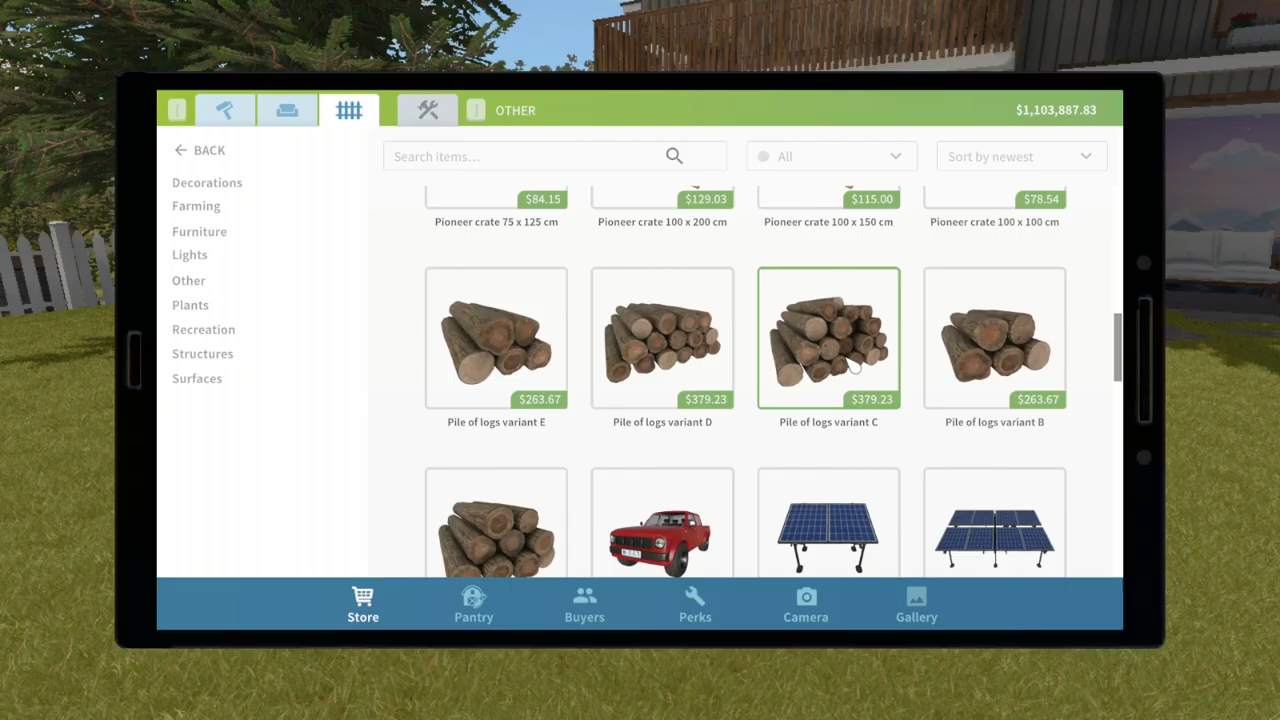 OTHER
$1,103,887.83
BACK
Search items...
All
Sort by newest
Decorations
Farming
Furniture
Lights
Other
Plants
Recreation
Structures
Surfaces
$84.15
$129.03
$115.00
$78.54
Pioneer crate 75 x 125 cm
Pioneer crate 100 x 200 cm
Pioneer crate 100 x 150 cm
Pioneer crate 100 x 100 cm
$263.67
$379.23
$379.23
$263.67
Pile of logs variant E
Pile of logs variant D
Pile of logs variant C
Pile of logs variant B
Store
Pantry
Buyers
Perks
Camera
Gallery